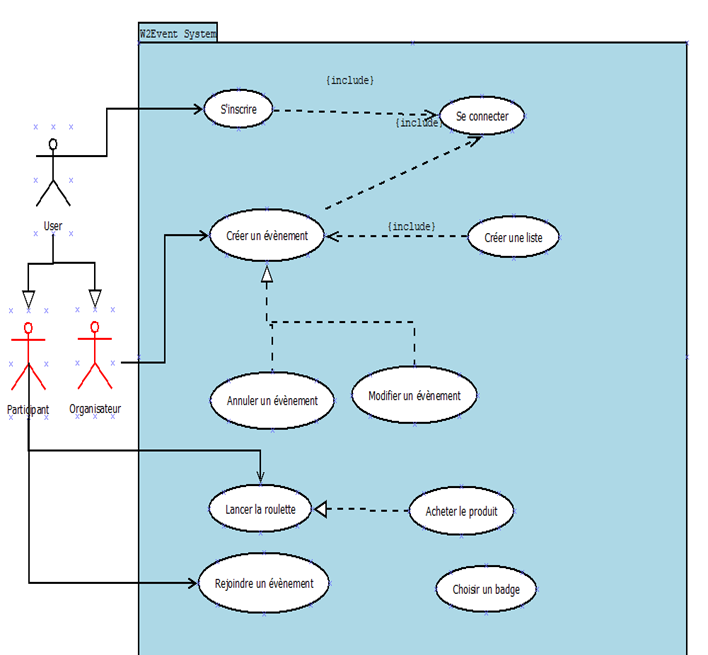 W2Event System
{include}
S'inscrire
Se connecter
{include}
User
Créer un évènement
{include}
Créer une liste
Participant
Organisateur
Annuler un évènement
Modifier un évènement
Lancer la roulette
Acheter le produit
Rejoindre un évènement
Choisir un badge